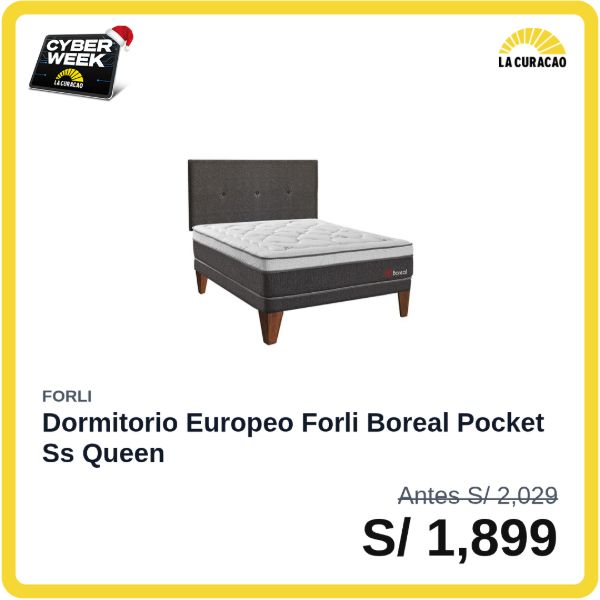 CYBER
WEEK
LA CURACAO
LA CURACAO
Boreal
FORLI
Dormitorio Europeo Forli Boreal Pocket
Ss Queen
Antes S/ 2,029
S/ 1,899